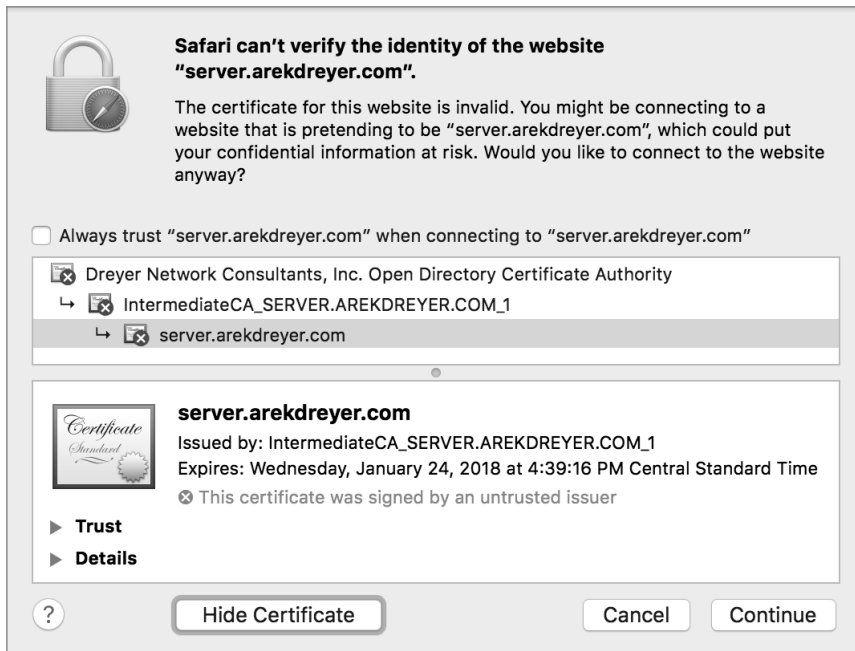 Safari can’t verify the identity of the website
“server.arekdreyer.com”.
The certificate for this website is invalid. You might be connecting to a
website that is pretending to be “server.arekdreyer.com”, which could put
your confidential information at risk. Would you like to connect to the website
anyway?
Always trust “server.arekdreyer.com” when connecting to “server.arekdreyer.com”
Dreyer Network Consultants, Inc. Open Directory Certificate Authority
IntermediateCA_SERVER.AREKDREYER.COM_1
server.arekdreyer.com
Certificate
Standard
server.arekdreyer.com
Issued by: IntermediateCA_SERVER.AREKDREYER.COM_1
Expires: Wednesday, January 24, 2018 at 4:39:16 PM Central Standard Time
This certificate was signed by an untrusted issuer
Trust
Details
? Hide Certificate Cancel Continue